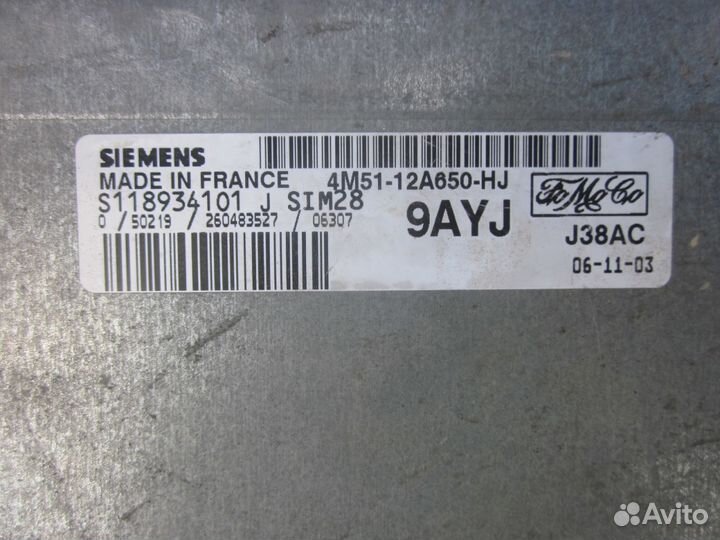 SIEMENS
MADE IN FRANCE 4M51-12A650-HJ
S118934101 J SIM28
0 / 50219 / 260483527 / 06307
9AYJ
FoMoCo
J38AC
06-11-03
Avito